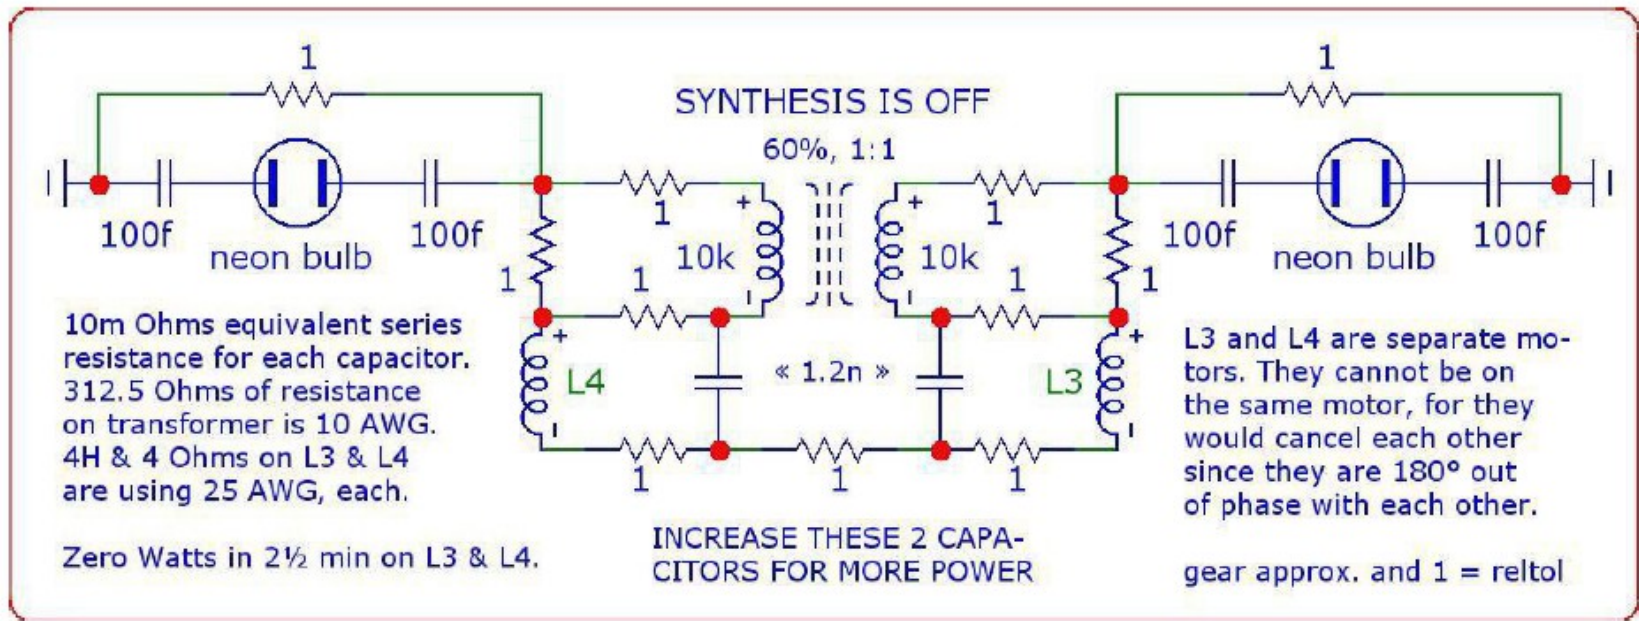 1
1
SYNTHESIS IS OFF
60%, 1:1
1
1
+
+
100f
100f
100f
100f
neon bulb
neon bulb
10k
10k
1
1
1
1
10m Ohms equivalent series
resistance for each capacitor.
312.5 Ohms of resistance
on transformer is 10 AWG.
4H & 4 Ohms on L3 & L4
are using 25 AWG, each.
Zero Watts in 2½ min on L3 & L4.
+
L4
« 1.2n »
L3
+
1
1
1
INCREASE THESE 2 CAPA-
CITORS FOR MORE POWER
L3 and L4 are separate mo-
tors. They cannot be on
the same motor, for they
would cancel each other
since they are 180° out
of phase with each other.
gear approx. and 1 = reltol